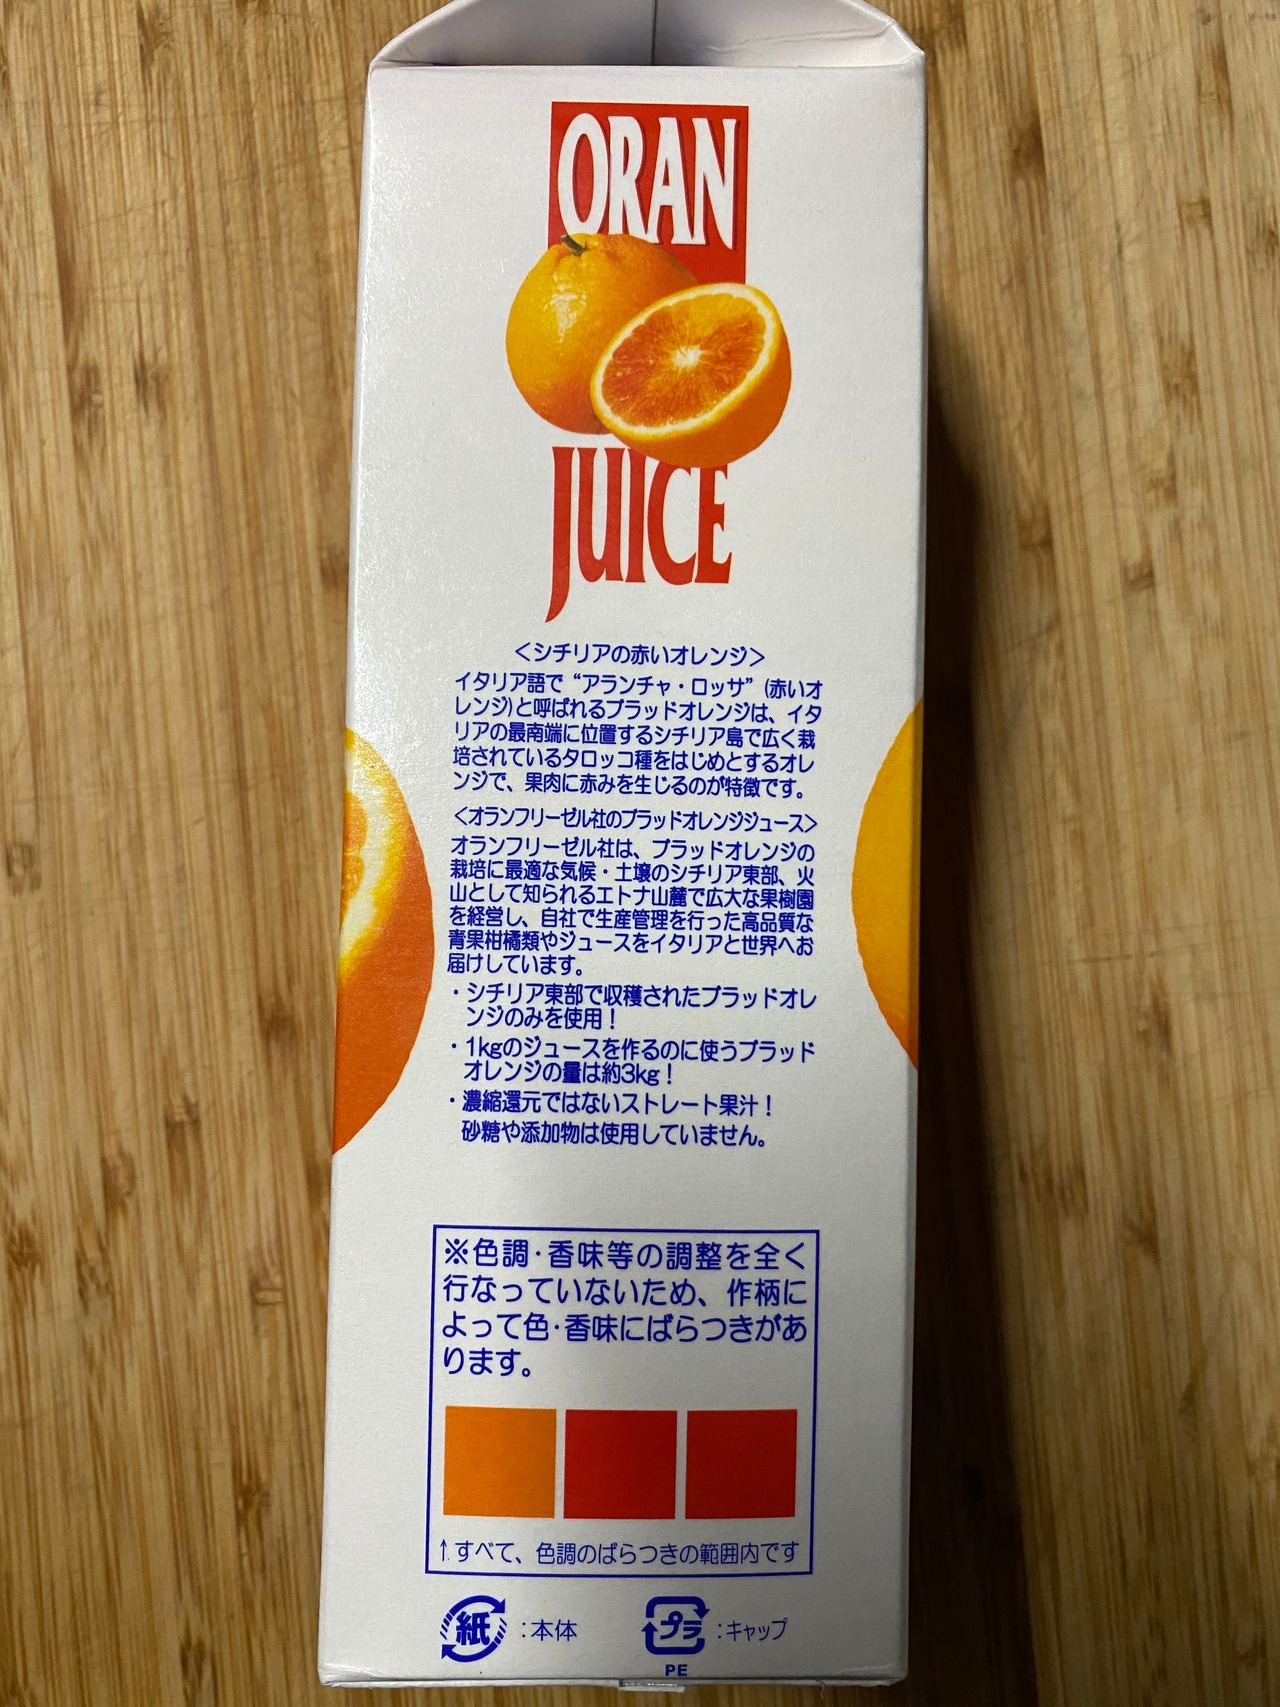 ORAN
JUICE
＜シチリアの赤いオレンジ＞
イタリア語で“アランチャ・ロッサ”(赤いオ
レンジ)と呼ばれるブラッドオレンジは、イタ
リアの最南端に位置するシチリア島で広く栽
培されているタロッコ種をはじめとするオレ
ンジで、果肉に赤みを生じるのが特徴です。
＜オランフリーゼル社のブラッドオレンジジュース＞
オランフリーゼル社は、ブラッドオレンジの
栽培に最適な気候・土壌のシチリア東部、火
山として知られるエトナ山麓で広大な果樹園
を経営し、自社で生産管理を行った高品質な
青果柑橘類やジュースをイタリアと世界へお
届けしています。
・シチリア東部で収穫されたブラッドオレ
ンジのみを使用！
・1kgのジュースを作るのに使うブラッド
オレンジの量は約3kg！
・濃縮還元ではないストレート果汁！
砂糖や添加物は使用していません。
※色調・香味等の調整を全く
行なっていないため、作柄に
よって色・香味にばらつきがあ
ります。
↑すべて、色調のばらつきの範囲内です
紙：本体 プラ：キャップ
PE